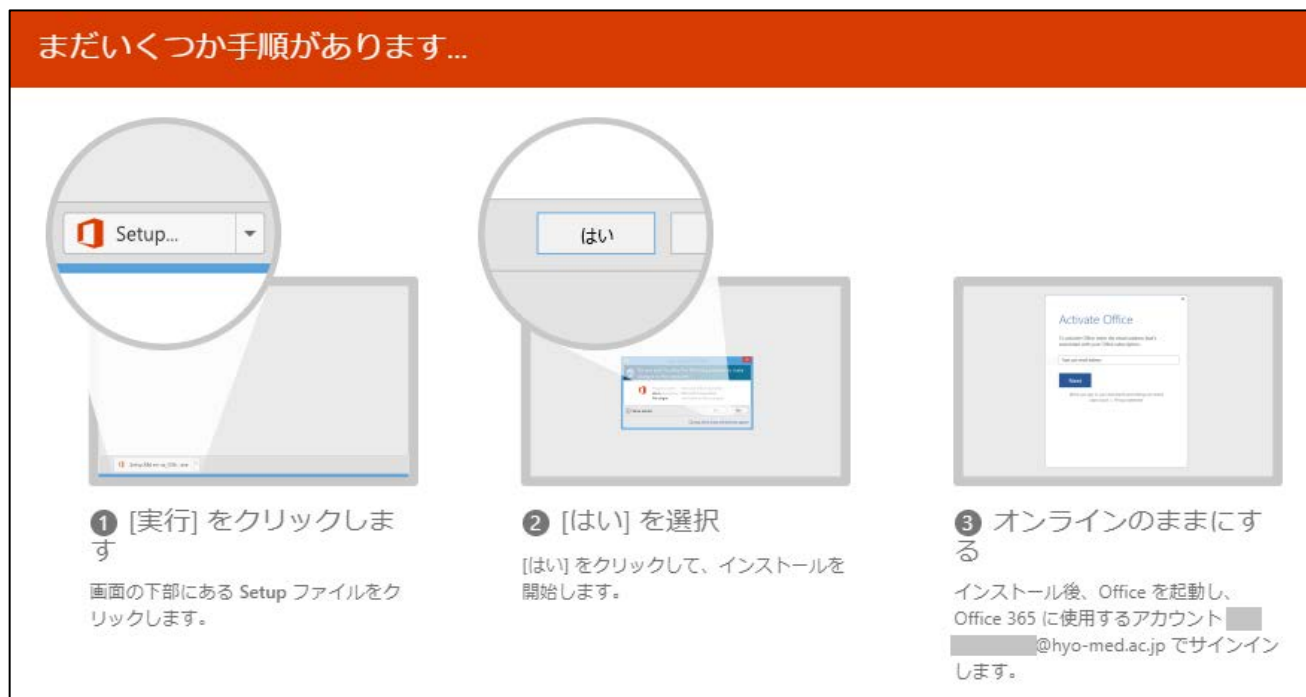 まだいくつか手順があります...
Setup...
はい
Activate Office
Next
❶ [実行] をクリックしま
す
画面の下部にある Setup ファイルをク
リックします。
❷ [はい] を選択
[はい] をクリックして、インストールを
開始します。
❸ オンラインのままにす
る
インストール後、Office を起動し、
Office 365 に使用するアカウント
@hyo-med.ac.jp でサインイン
します。